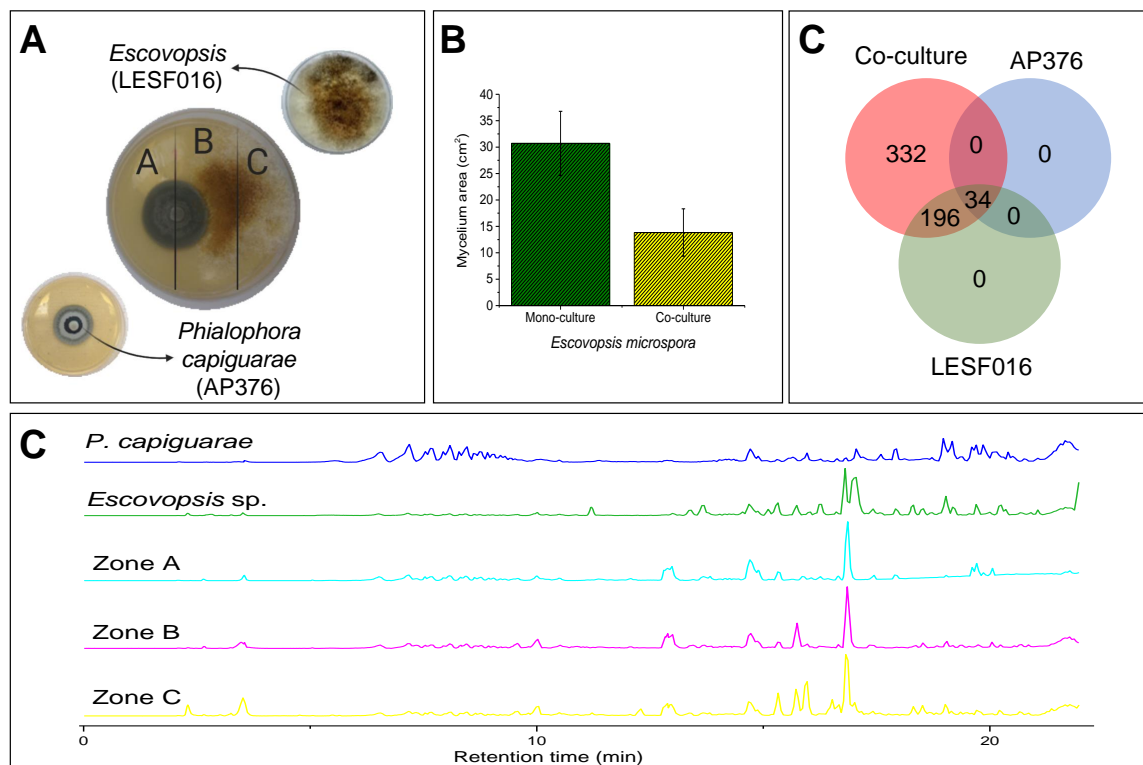 A
Escovopsis
(LESF016)
A
B
C
Phialophora
capiguarae
(AP376)
B
40
35
30
25
20
15
10
5
0
Mycelium area (cm²)
Mono-culture
Co-culture
Escovopsis microspora
C
Co-culture
AP376
332
0
0
34
196
0
0
LESF016
C
P. capiguarae
Escovopsis sp.
Zone A
Zone B
Zone C
0
10
20
Retention time (min)